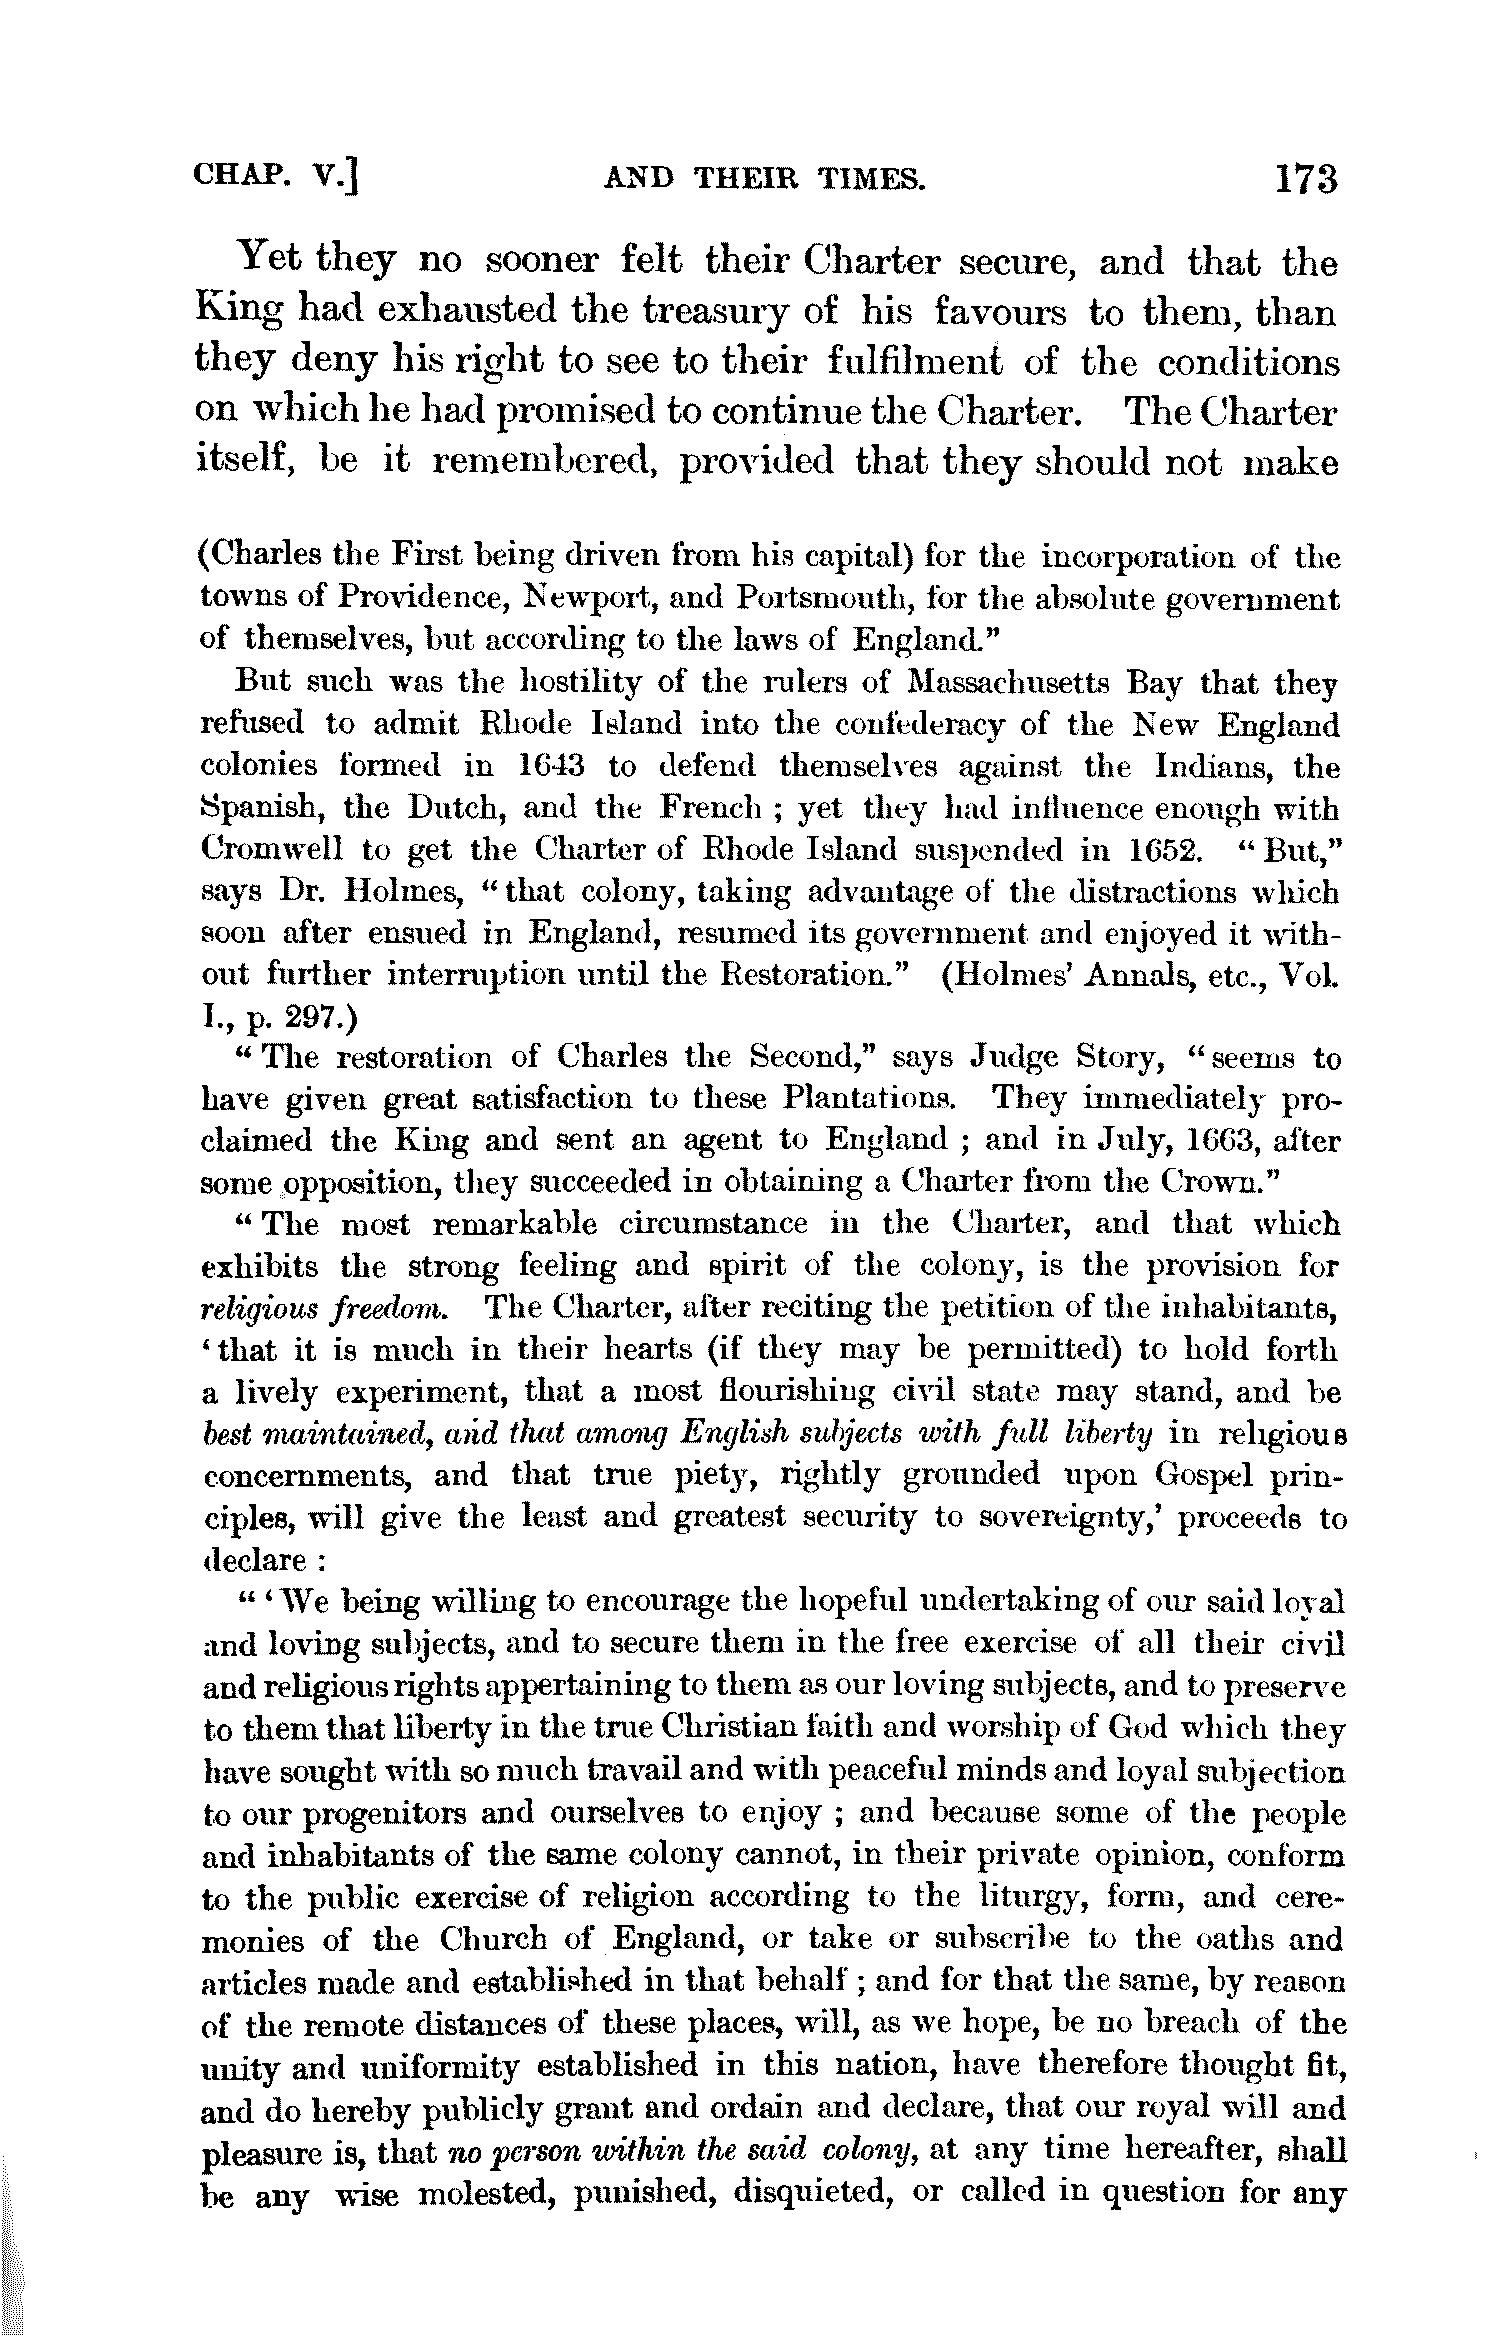 CHAP. V.] AND THEIR TIMES. 173
Yet they no sooner felt their Charter secure, and that the
King had exhausted the treasury of his favours to them, than
they deny his right to see to their fulfilment of the conditions
on which he had promised to continue the Charter. The Charter
itself, be it remembered, provided that they should not make
(Charles the First being driven from his capital) for the incorporation of the
towns of Providence, Newport, and Portsmouth, for the absolute government
of themselves, but according to the laws of England."
But such was the hostility of the rulers of Massachusetts Bay that they
refused to admit Rhode Island into the confederacy of the New England
colonies formed in 1643 to defend themselves against the Indians, the
Spanish, the Dutch, and the French ; yet they had influence enough with
Cromwell to get the Charter of Rhode Island suspended in 1652. " But,"
says Dr. Holmes, "that colony, taking advantage of the distractions which
soon after ensued in England, resumed its government and enjoyed it with-
out further interruption until the Restoration." (Holmes' Annals, etc., Vol.
I., p. 297.)
" The restoration of Charles the Second," says Judge Story, "seems to
have given great satisfaction to these Plantations. They immediately pro-
claimed the King and sent an agent to England ; and in July, 1663, after
some opposition, they succeeded in obtaining a Charter from the Crown."
" The most remarkable circumstance in the Charter, and that which
exhibits the strong feeling and spirit of the colony, is the provision for
religious freedom. The Charter, after reciting the petition of the inhabitants,
'that it is much in their hearts (if they may be permitted) to hold forth
a lively experiment, that a most flourishing civil state may stand, and be
best maintained, and that among English subjects with full liberty in religious
concernments, and that true piety, rightly grounded upon Gospel prin-
ciples, will give the least and greatest security to sovereignty,' proceeds to
declare :
" 'We being willing to encourage the hopeful undertaking of our said loyal
and loving subjects, and to secure them in the free exercise of all their civil
and religious rights appertaining to them as our loving subjects, and to preserve
to them that liberty in the true Christian faith and worship of God which they
have sought with so much travail and with peaceful minds and loyal subjection
to our progenitors and ourselves to enjoy ; and because some of the people
and inhabitants of the same colony cannot, in their private opinion, conform
to the public exercise of religion according to the liturgy, form, and cere-
monies of the Church of England, or take or subscribe to the oaths and
articles made and established in that behalf ; and for that the same, by reason
of the remote distances of these places, will, as we hope, be no breach of the
unity and uniformity established in this nation, have therefore thought fit,
and do hereby publicly grant and ordain and declare, that our royal will and
pleasure is, that no person within the said colony, at any time hereafter, shall
be any wise molested, punished, disquieted, or called in question for any